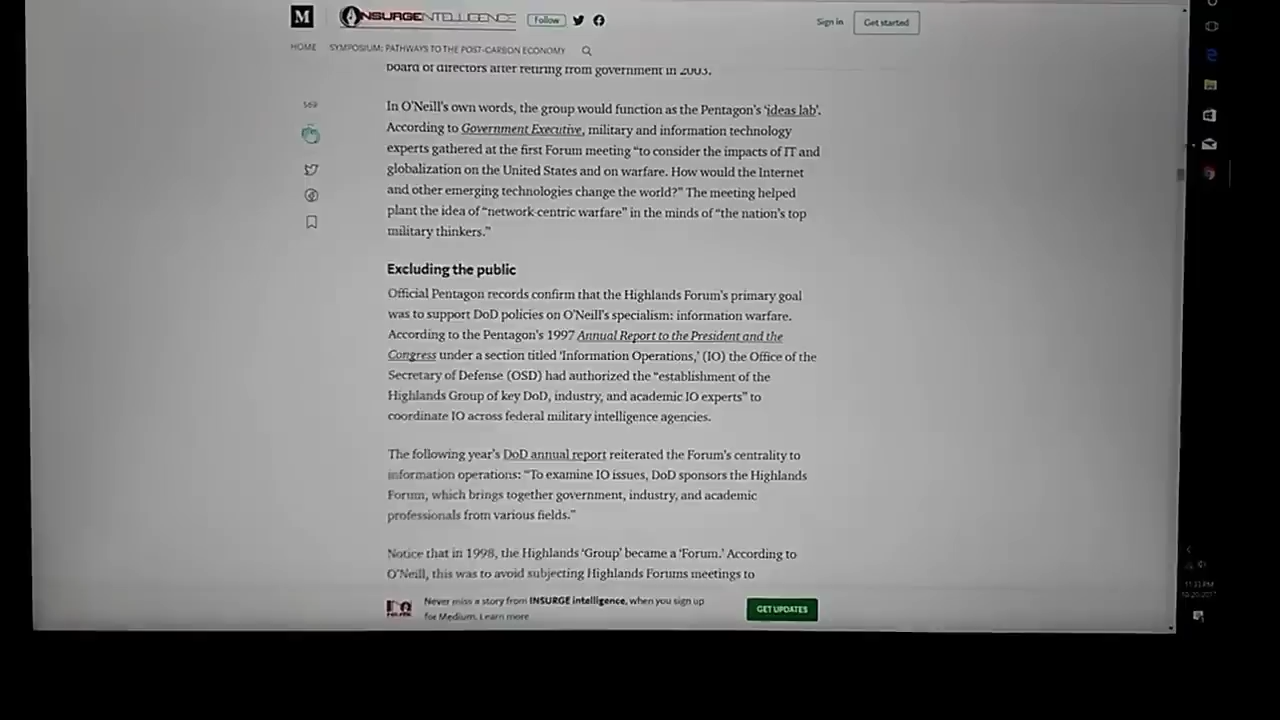 M
INSURGEINTELLIGENCE
Follow
Sign in
Get started
HOME
SYMPOSIUM: PATHWAYS TO THE POST-CARBON ECONOMY
board of directors after retiring from government in 2003.
569
In O'Neill's own words, the group would function as the Pentagon's 'ideas lab'.
According to Government Executive, military and information technology
experts gathered at the first Forum meeting “to consider the impacts of IT and
globalization on the United States and on warfare. How would the Internet
and other emerging technologies change the world?” The meeting helped
plant the idea of “network-centric warfare” in the minds of “the nation's top
military thinkers.”
Excluding the public
Official Pentagon records confirm that the Highlands Forum's primary goal
was to support DoD policies on O'Neill's specialism: information warfare.
According to the Pentagon's 1997 Annual Report to the President and the
Congress under a section titled 'Information Operations,' (IO) the Office of the
Secretary of Defense (OSD) had authorized the “establishment of the
Highlands Group of key DoD, industry, and academic IO experts” to
coordinate IO across federal military intelligence agencies.
The following year's DoD annual report reiterated the Forum's centrality to
information operations: “To examine IO issues, DoD sponsors the Highlands
Forum, which brings together government, industry, and academic
professionals from various fields.”
Notice that in 1998, the Highlands 'Group' became a 'Forum.' According to
O'Neill, this was to avoid subjecting Highlands Forums meetings to
Never miss a story from INSURGE intelligence, when you sign up
for Medium. Learn more
GET UPDATES
11:33 PM